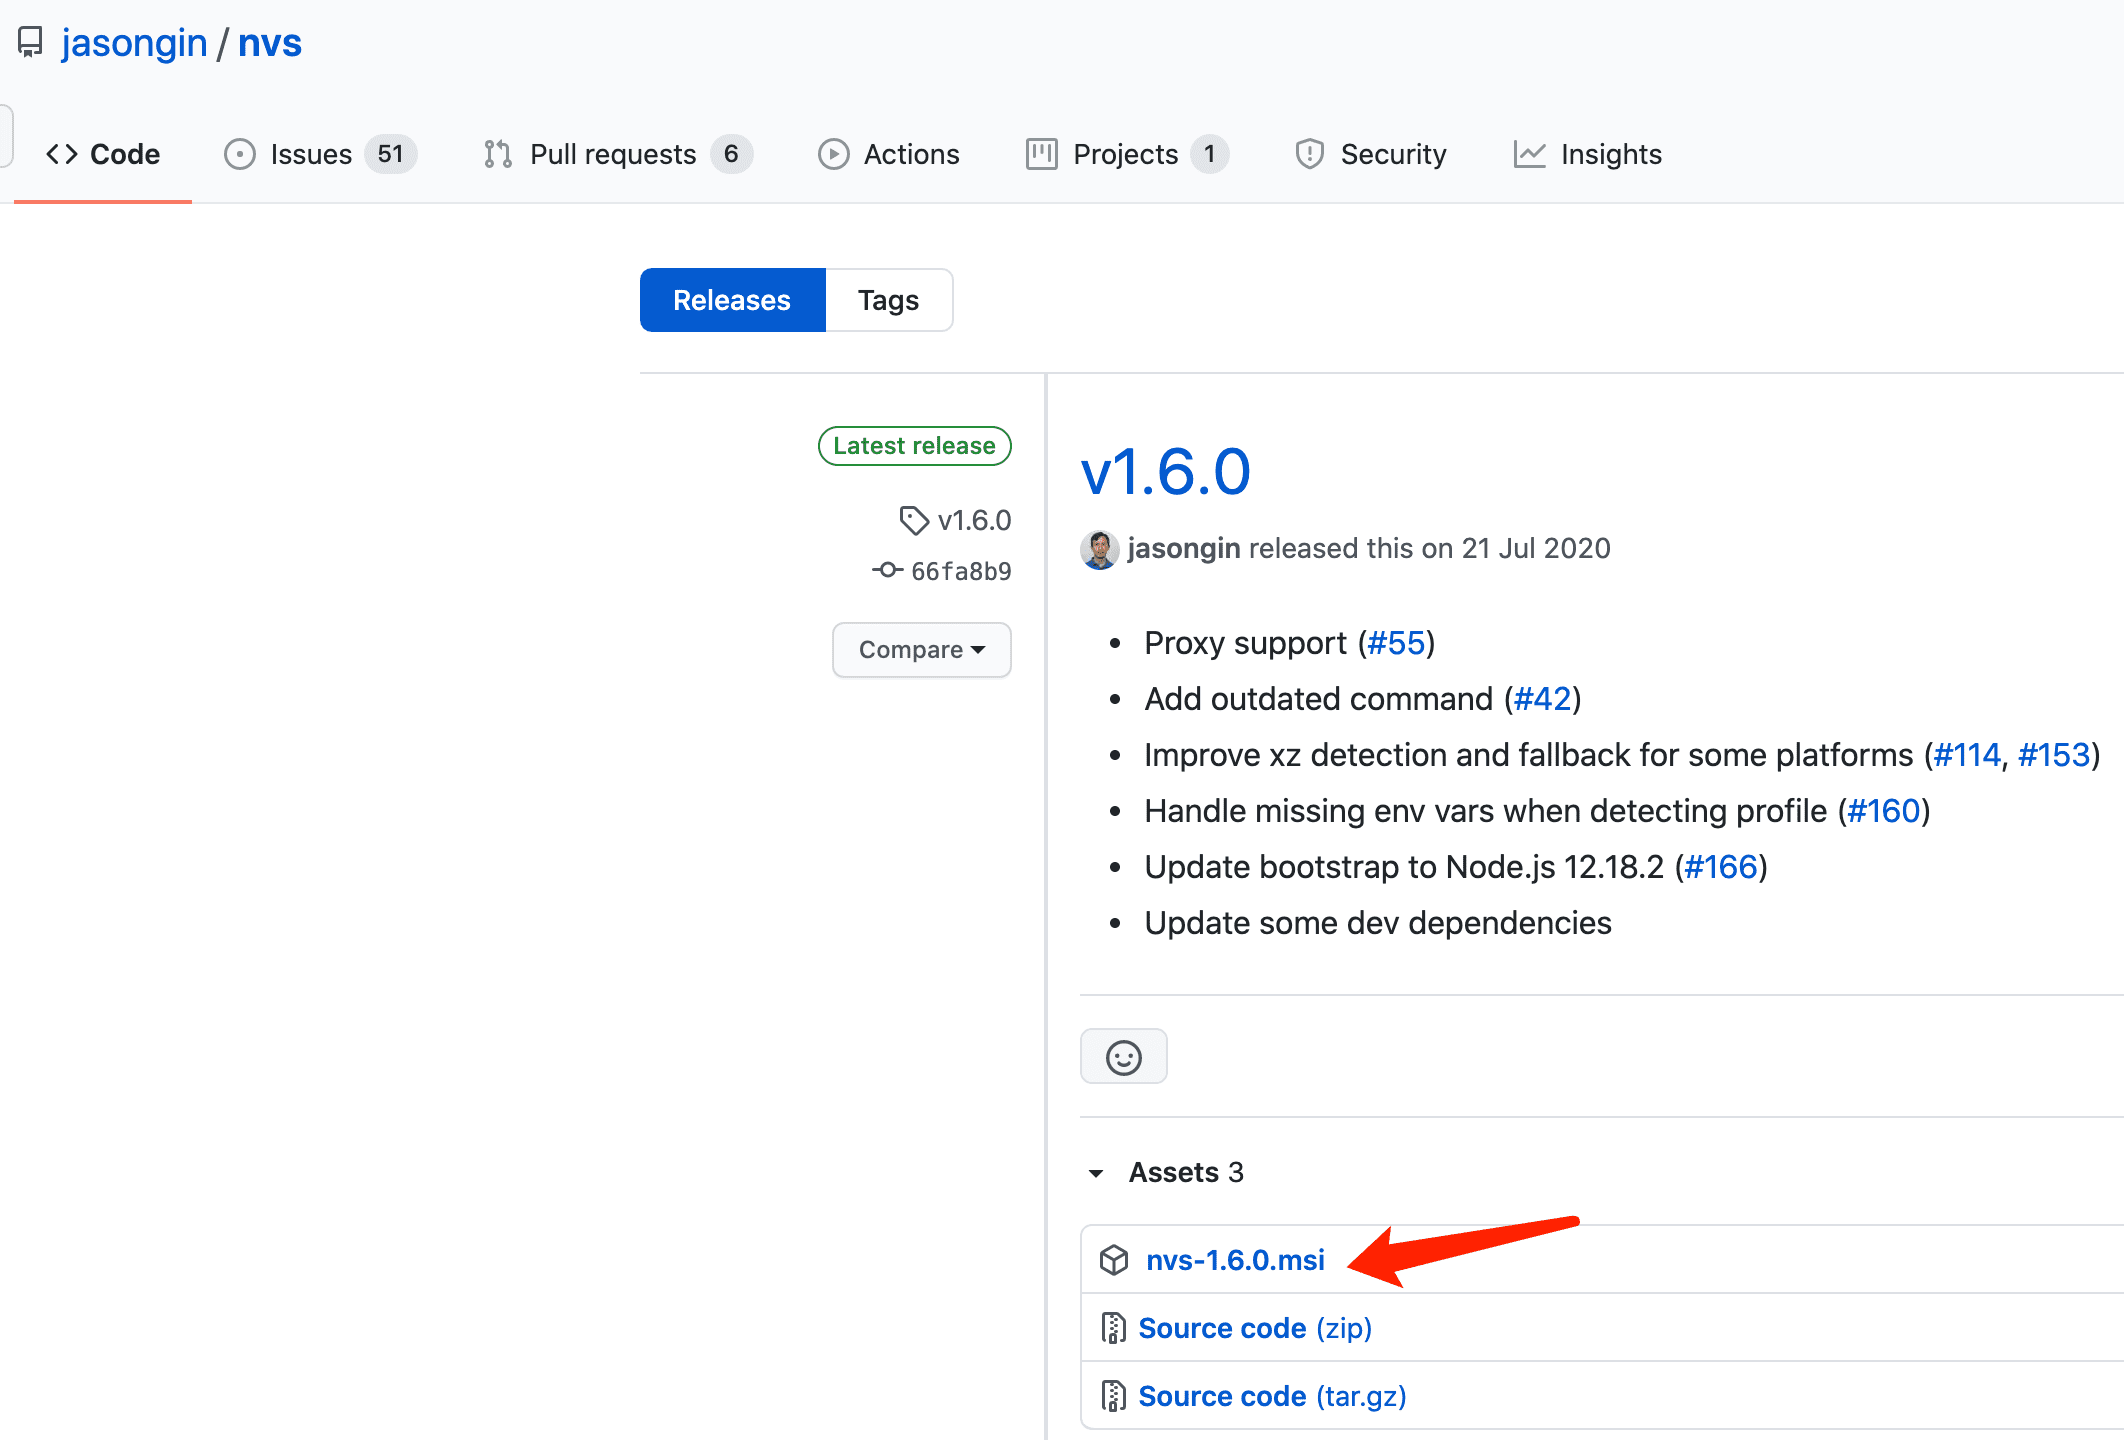 jasongin / nvs
Code Issues 51 Pull requests 6 Actions Projects 1 Security Insights
Releases Tags
Latest release
v1.6.0
66fa8b9
Compare
v1.6.0
jasongin released this on 21 Jul 2020
• Proxy support (#55)
• Add outdated command (#42)
• Improve xz detection and fallback for some platforms (#114, #153)
• Handle missing env vars when detecting profile (#160)
• Update bootstrap to Node.js 12.18.2 (#166)
• Update some dev dependencies
Assets 3
nvs-1.6.0.msi
Source code (zip)
Source code (tar.gz)